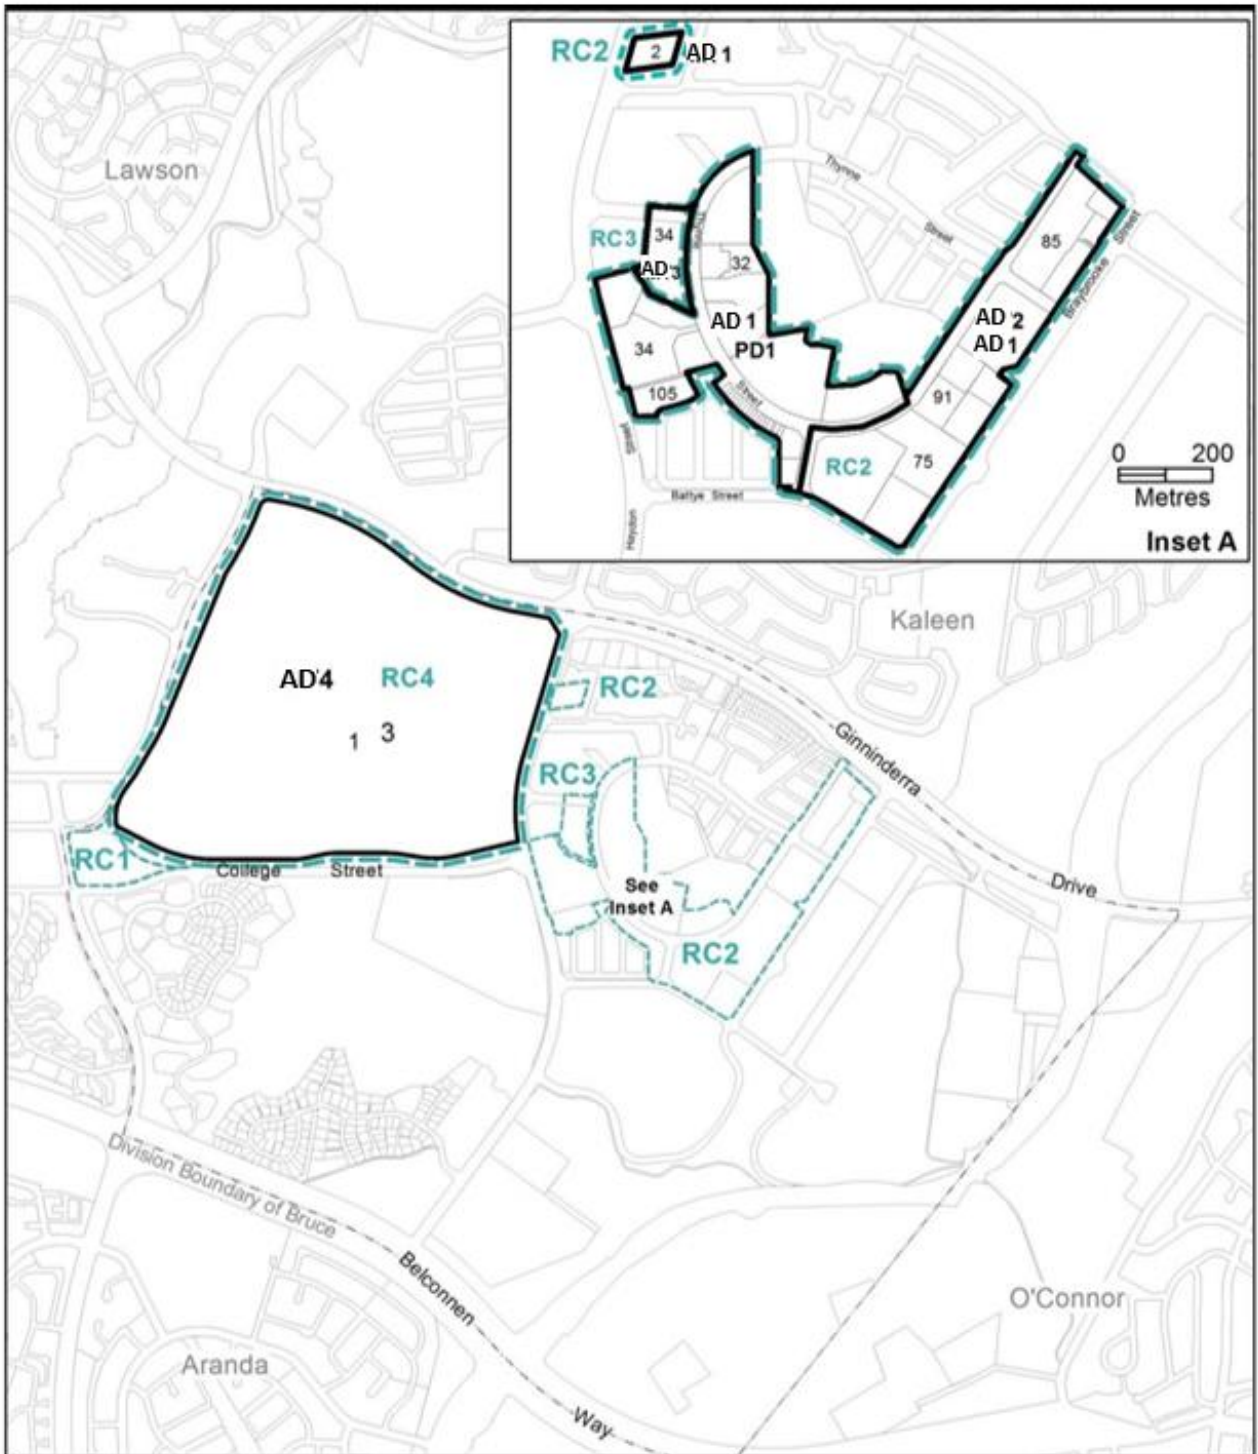 RC2
2
AD 1
Lawson
Thynne
Street
RC3
34
AD 3
Thynne
32
85
Street
Braybrooke
AD 1
PD1
AD 2
AD 1
34
105
Street
91
RC2
75
0 200
Metres
Street
Haydon
Battye Street
Inset A
Kaleen
AD4
RC4
1
3
RC2
RC3
Ginninderra
Drive
RC1
College Street
See
Inset A
RC2
Division Boundary of Bruce
Belconnen
Way
O'Connor
Aranda